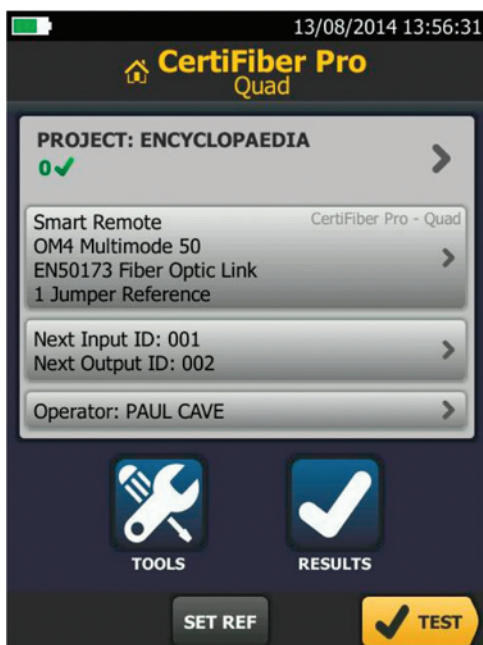 13/08/2014 13:56:31
CertiFiber Pro
Quad
PROJECT: ENCYCLOPAEDIA
0
Smart Remote
CertiFiber Pro - Quad
OM4 Multimode 50
EN50173 Fiber Optic Link
1 Jumper Reference
Next Input ID: 001
Next Output ID: 002
Operator: PAUL CAVE
TOOLS
RESULTS
SET REF
TEST